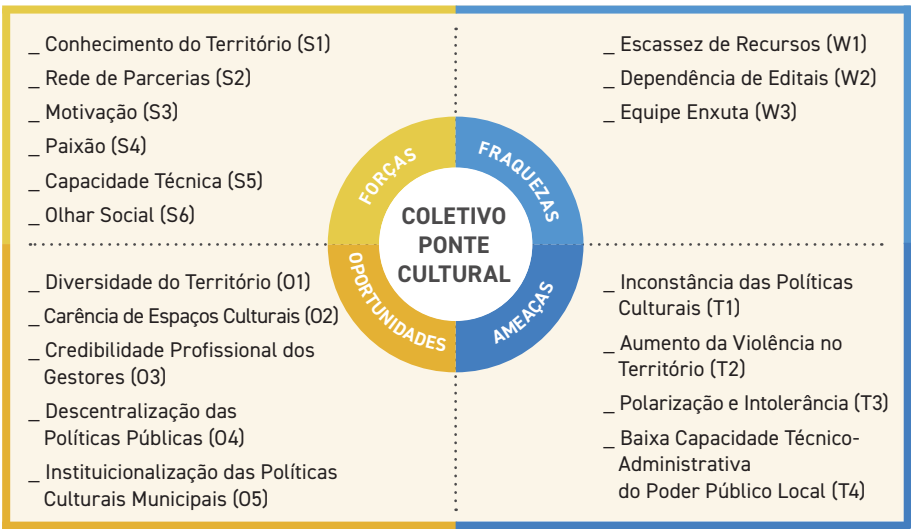 _ Conhecimento do Território (S1)
_ Rede de Parcerias (S2)
_ Motivação (S3)
_ Paixão (S4)
_ Capacidade Técnica (S5)
_ Olhar Social (S6)
_ Escassez de Recursos (W1)
_ Dependência de Editais (W2)
_ Equipe Enxuta (W3)
FORÇAS
FRAQUEZAS
COLETIVO
PONTE
CULTURAL
OPORTUNIDADES
AMEAÇAS
_ Diversidade do Território (O1)
_ Carência de Espaços Culturais (O2)
_ Credibilidade Profissional dos
Gestores (O3)
_ Descentralização das
Políticas Públicas (O4)
_ Instituicionalização das Políticas
Culturais Municipais (O5)
_ Inconstância das Políticas
Culturais (T1)
_ Aumento da Violência no
Território (T2)
_ Polarização e Intolerância (T3)
_ Baixa Capacidade Técnico-
Administrativa
do Poder Público Local (T4)